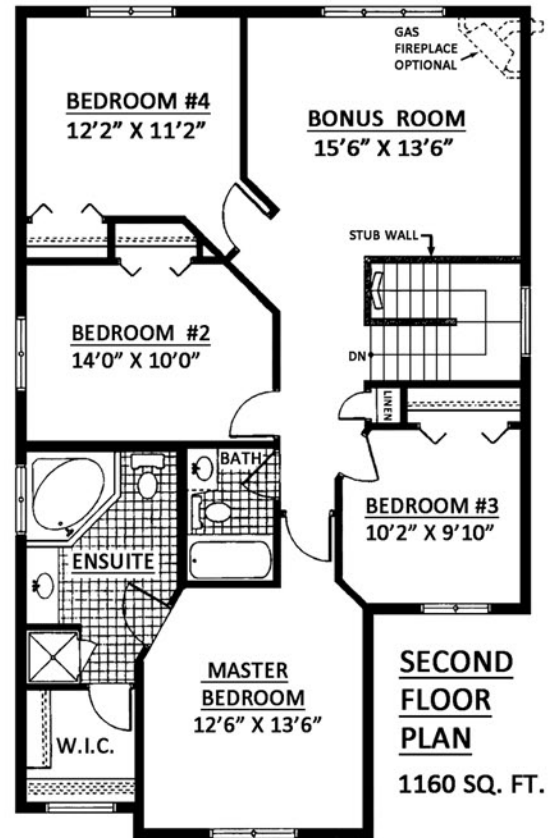 GAS
FIREPLACE
OPTIONAL
BEDROOM #4
12'2" X 11'2"
BONUS ROOM
15'6" X 13'6"
STUB WALL
BEDROOM #2
14'0" X 10'0"
DN
LINEN
BATH
BEDROOM #3
10'2" X 9'10"
ENSUITE
MASTER
BEDROOM
12'6" X 13'6"
W.I.C.
SECOND
FLOOR
PLAN
1160 SQ. FT.